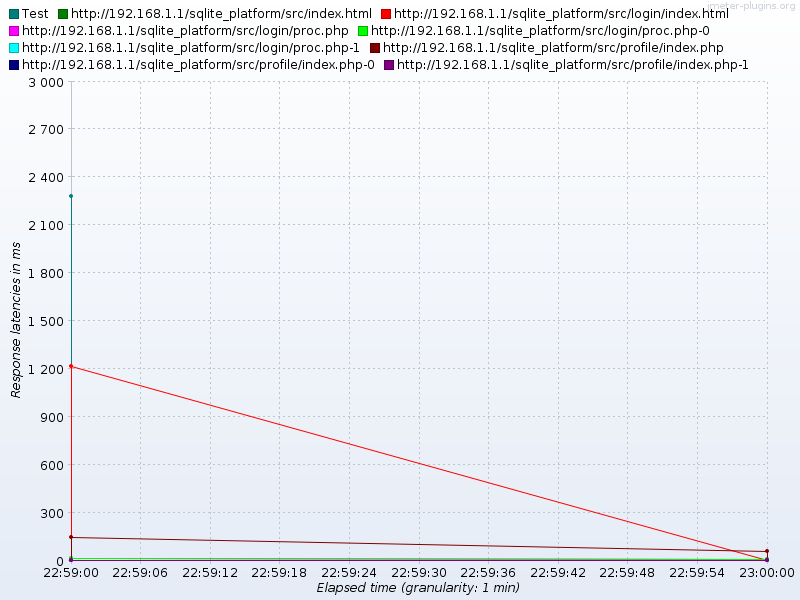 jmeter-plugins.org
Test http://192.168.1.1/sqlite_platform/src/index.html http://192.168.1.1/sqlite_platform/src/login/index.html
http://192.168.1.1/sqlite_platform/src/login/proc.php http://192.168.1.1/sqlite_platform/src/login/proc.php-0
http://192.168.1.1/sqlite_platform/src/login/proc.php-1 http://192.168.1.1/sqlite_platform/src/profile/index.php
http://192.168.1.1/sqlite_platform/src/profile/index.php-0 http://192.168.1.1/sqlite_platform/src/profile/index.php-1
3 000
2 700
2 400
2 100
1 800
1 500
1 200
900
600
300
0
Response latencies in ms
22:59:00 22:59:06 22:59:12 22:59:18 22:59:24 22:59:30 22:59:36 22:59:42 22:59:48 22:59:54 23:00:00
Elapsed time (granularity: 1 min)